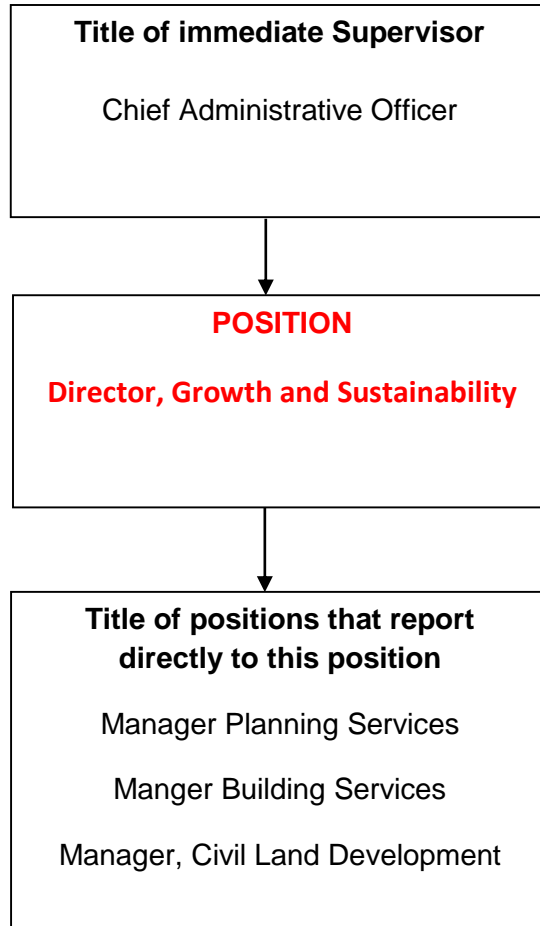 Title of immediate Supervisor
Chief Administrative Officer
POSITION
Director, Growth and Sustainability
Title of positions that report
directly to this position
Manager Planning Services
Manger Building Services
Manager, Civil Land Development